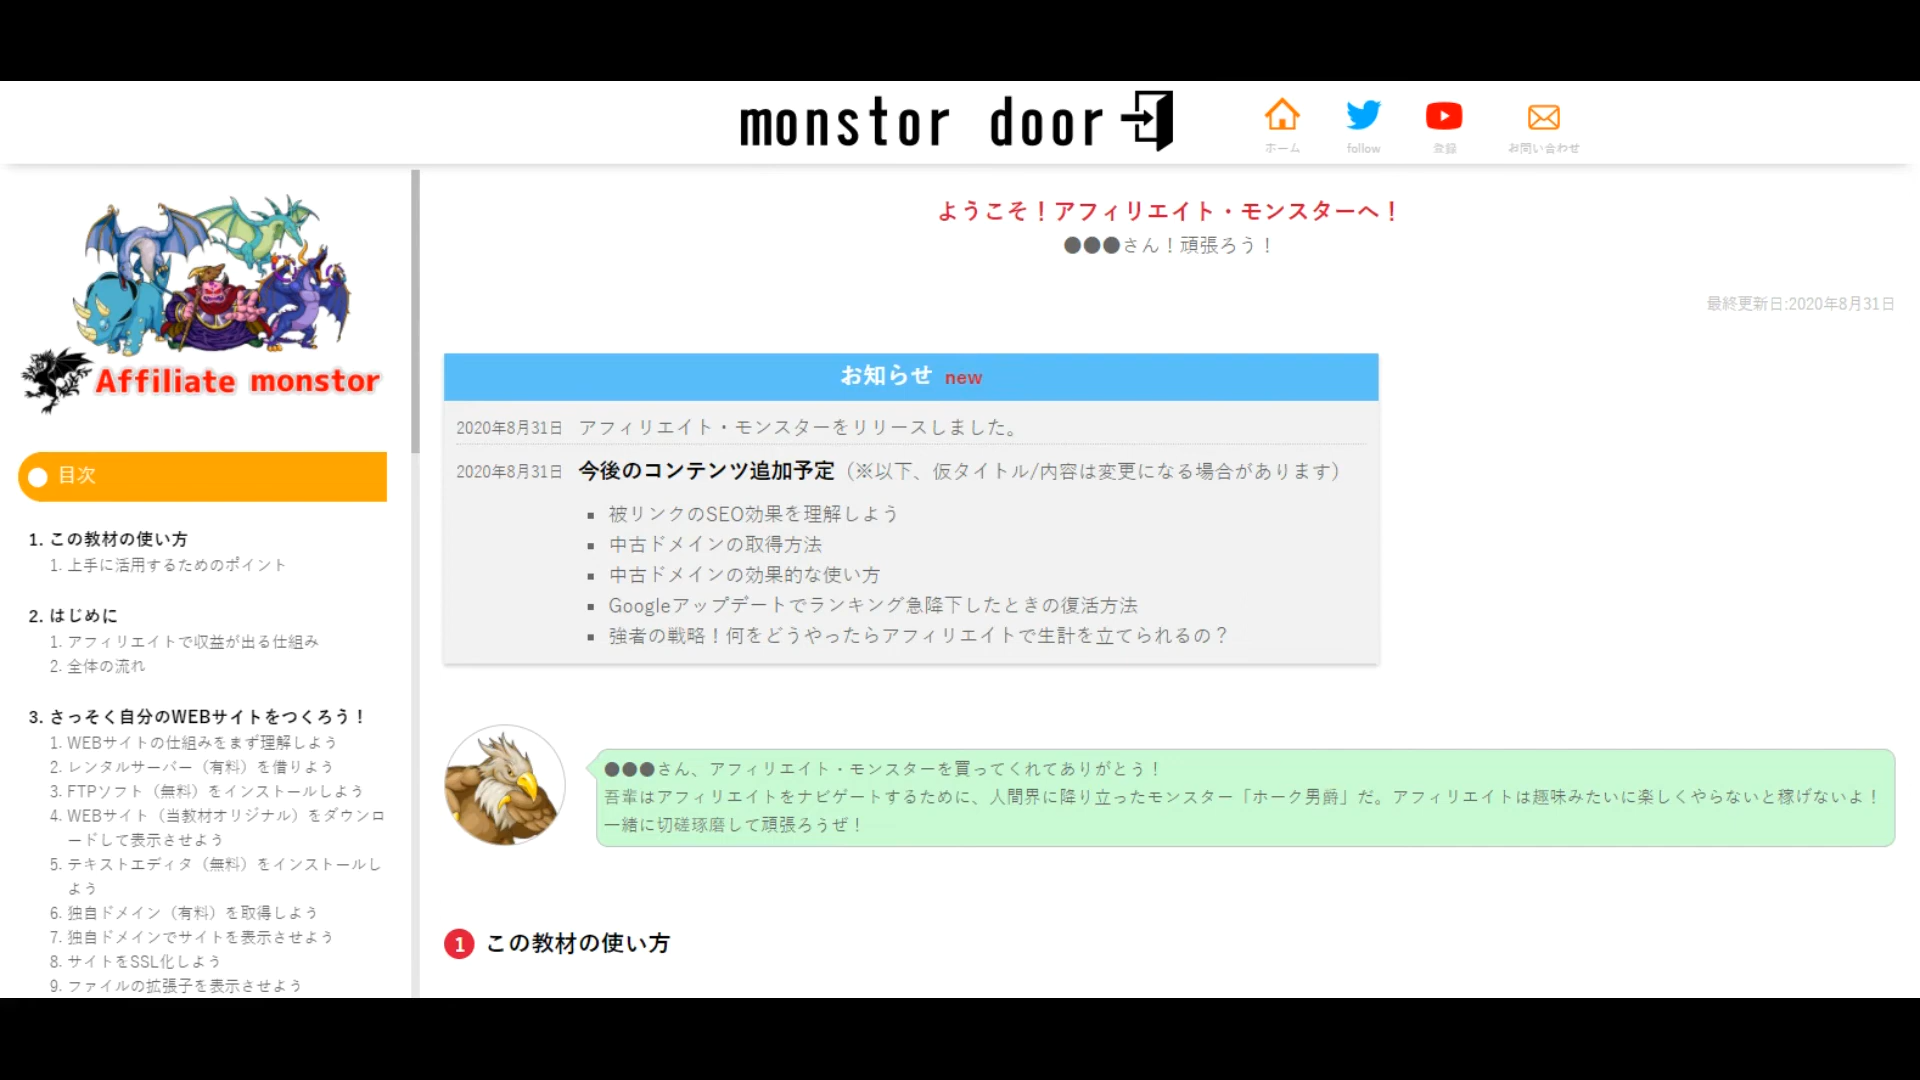 monstor door
ホーム
follow
登録
お問い合わせ
Affiliate monstor
目次
1. この教材の使い方
1. 上手に活用するためのポイント
2. はじめに
1. アフィリエイトで収益が出る仕組み
2. 全体の流れ
3. さっそく自分のWEBサイトをつくろう！
1. WEBサイトの仕組みをまず理解しよう
2. レンタルサーバー（有料）を借りよう
3. FTPソフト（無料）をインストールしよう
4. WEBサイト（当教材オリジナル）をダウンロ
ードして表示させよう
5. テキストエディタ（無料）をインストールし
よう
6. 独自ドメイン（有料）を取得しよう
7. 独自ドメインでサイトを表示させよう
8. サイトをSSL化しよう
9. ファイルの拡張子を表示させよう
ようこそ！アフィリエイト・モンスターへ！
●●●さん！頑張ろう！
最終更新日:2020年8月31日
お知らせ new
2020年8月31日 アフィリエイト・モンスターをリリースしました。
2020年8月31日 今後のコンテンツ追加予定（※以下、仮タイトル/内容は変更になる場合があります）
▪ 被リンクのSEO効果を理解しよう
▪ 中古ドメインの取得方法
▪ 中古ドメインの効果的な使い方
▪ Googleアップデートでランキング急降下したときの復活方法
▪ 強者の戦略！何をどうやったらアフィリエイトで生計を立てられるの？
●●●さん、アフィリエイト・モンスターを買ってくれてありがとう！
吾輩はアフィリエイトをナビゲートするために、人間界に降り立ったモンスター「ホーク男爵」だ。アフィリエイトは趣味みたいに楽しくやらないと稼げないよ！
一緒に切磋琢磨して頑張ろうぜ！
1 この教材の使い方